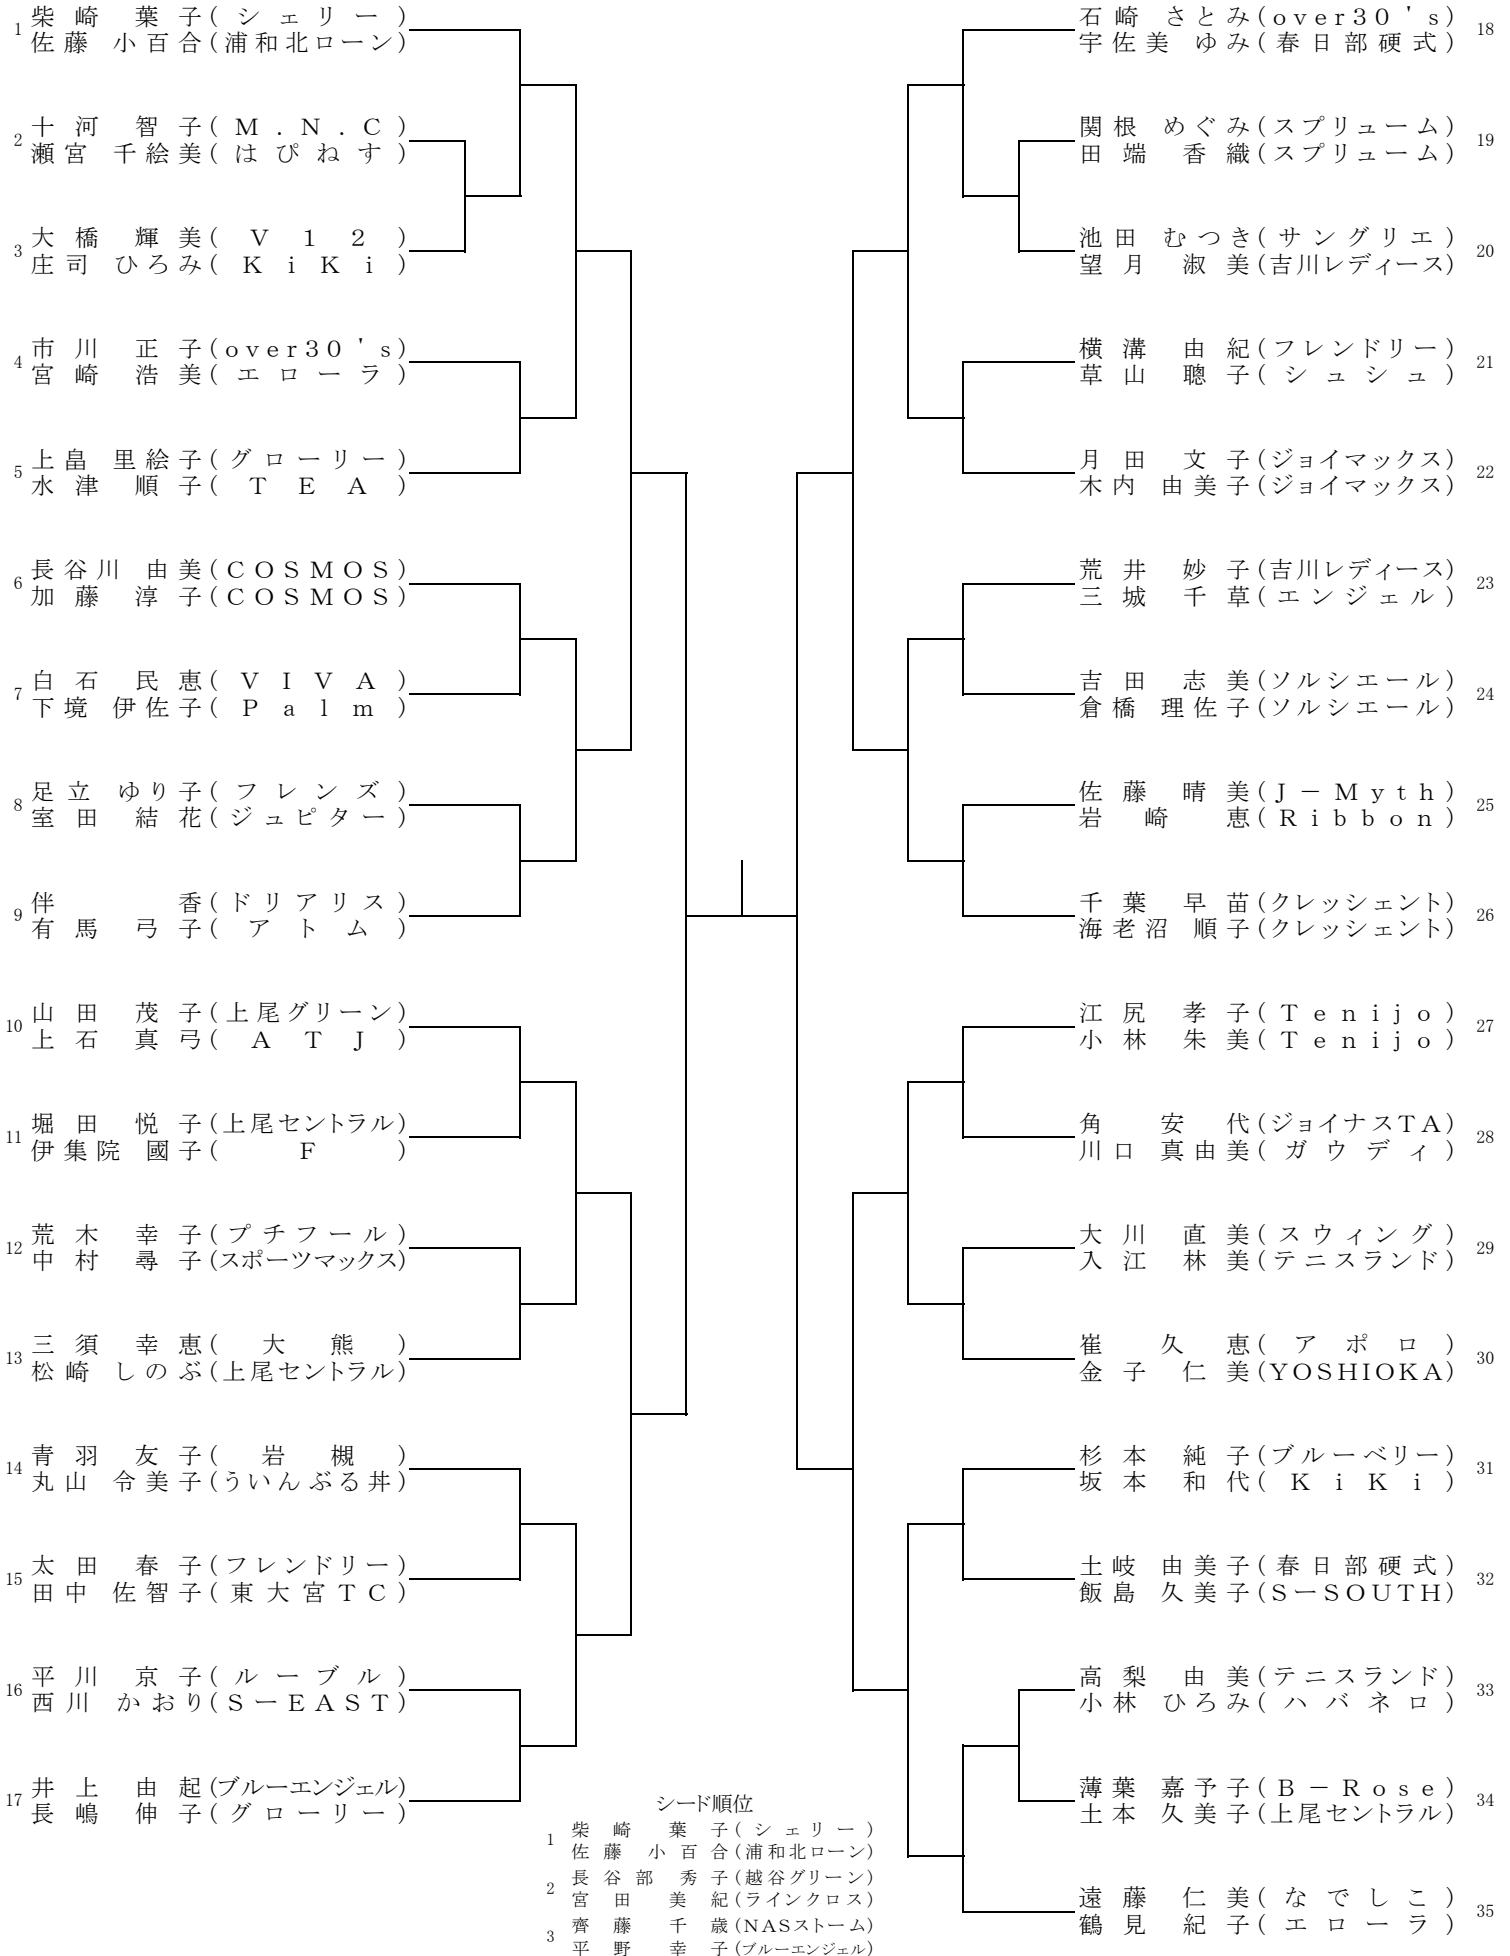 1 柴崎 葉子(シェリー)
佐藤 小百合(浦和北ローン)
2 十河 智子(M.N.C)
瀬宮 千絵美(はぴねす)
3 大橋 輝美(V12)
庄司 ひろみ(KiKi)
4 市川 正子(over30's)
宮崎 浩美(エローラ)
5 上畠 里絵子(グローリー)
水津 順子(TEA)
6 長谷川 由美(COSMOS)
加藤 淳子(COSMOS)
7 白石 民恵(VIVA)
下境 伊佐子(Palm)
8 足立 ゆり子(フレンズ)
室田 結花(ジュピター)
9 伴 香(ドリアリス)
有馬 弓子(アトム)
10 山田 茂子(上尾グリーン)
上石 真弓(ATJ)
11 堀田 悦子(上尾セントラル)
伊集院 國子(F)
12 荒木 幸子(プチフール)
中村 尋子(スポーツマックス)
13 三須 幸恵(大熊)
松崎 しのぶ(上尾セントラル)
14 青羽 友子(岩槻)
丸山 令美子(ういんぶる丼)
15 太田 春子(フレンドリー)
田中 佐智子(東大宮TC)
16 平川 京子(ルーブル)
西川 かおり(SーEAST)
17 井上 由起(ブルーエンジェル)
長嶋 伸子(グローリー)
石崎 さとみ(over30's) 18
宇佐美 ゆみ(春日部硬式)
関根 めぐみ(スプリューム) 19
田端 香織(スプリューム)
池田 むつき(サングリエ) 20
望月 淑美(吉川レディース)
横溝 由紀(フレンドリー) 21
草山 聰子(シュシュ)
月田 文子(ジョイマックス) 22
木内 由美子(ジョイマックス)
荒井 妙子(吉川レディース) 23
三城 千草(エンジェル)
吉田 志美(ソルシエール) 24
倉橋 理佐子(ソルシエール)
佐藤 晴美(J－Myth) 25
岩崎 恵(Ribbon)
千葉 早苗(クレッシェント) 26
海老沼 順子(クレッシェント)
江尻 孝子(Tenijo) 27
小林 朱美(Tenijo)
角 安代(ジョイナスTA) 28
川口 真由美(ガウディ)
大川 直美(スウィング) 29
入江 林美(テニスランド)
崔 久恵(アポロ) 30
金子 仁美(YOSHIOKA)
杉本 純子(ブルーベリー) 31
坂本 和代(KiKi)
土岐 由美子(春日部硬式) 32
飯島 久美子(SーSOUTH)
高梨 由美(テニスランド) 33
小林 ひろみ(ハバネロ)
薄葉 嘉予子(B－Rose) 34
土本 久美子(上尾セントラル)
遠藤 仁美(なでしこ) 35
鶴見 紀子(エローラ)
シード順位
1 柴崎 葉子(シェリー)
佐藤 小百合(浦和北ローン)
2 長谷部 秀子(越谷グリーン)
宮田 美紀(ラインクロス)
3 齊藤 千歳(NASストーム)
平野 幸子(ブルーエンジェル)